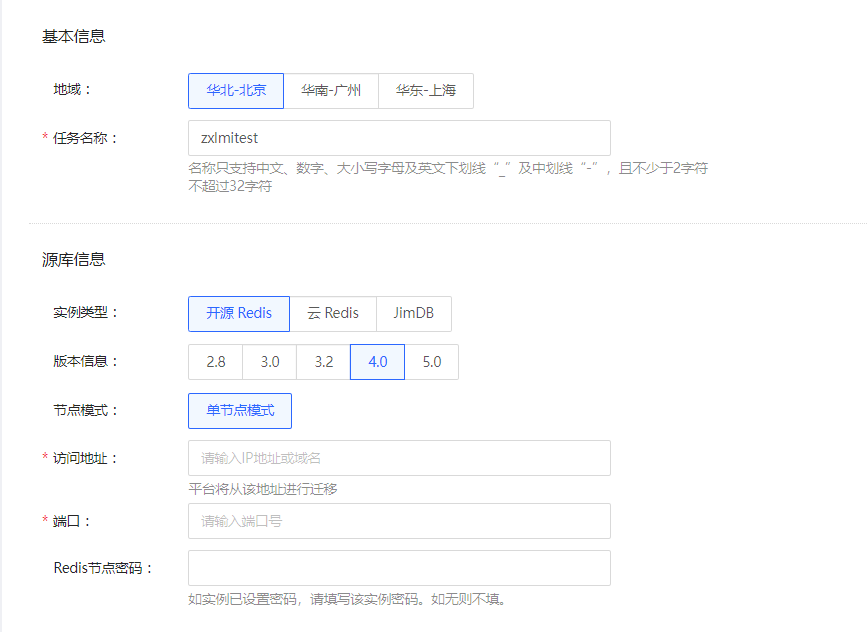 基本信息
地域：
华北-北京 华南-广州 华东-上海
* 任务名称： zxlmitest
名称只支持中文、数字、大小写字母及英文下划线“_”及中划线“-”，且不少于2字符
不超过32字符
源库信息
实例类型： 开源 Redis 云 Redis JimDB
版本信息： 2.8 3.0 3.2 4.0 5.0
节点模式： 单节点模式
* 访问地址： 请输入IP地址或域名
平台将从该地址进行迁移
* 端口： 请输入端口号
Redis节点密码：
如实例已设置密码，请填写该实例密码。如无则不填。